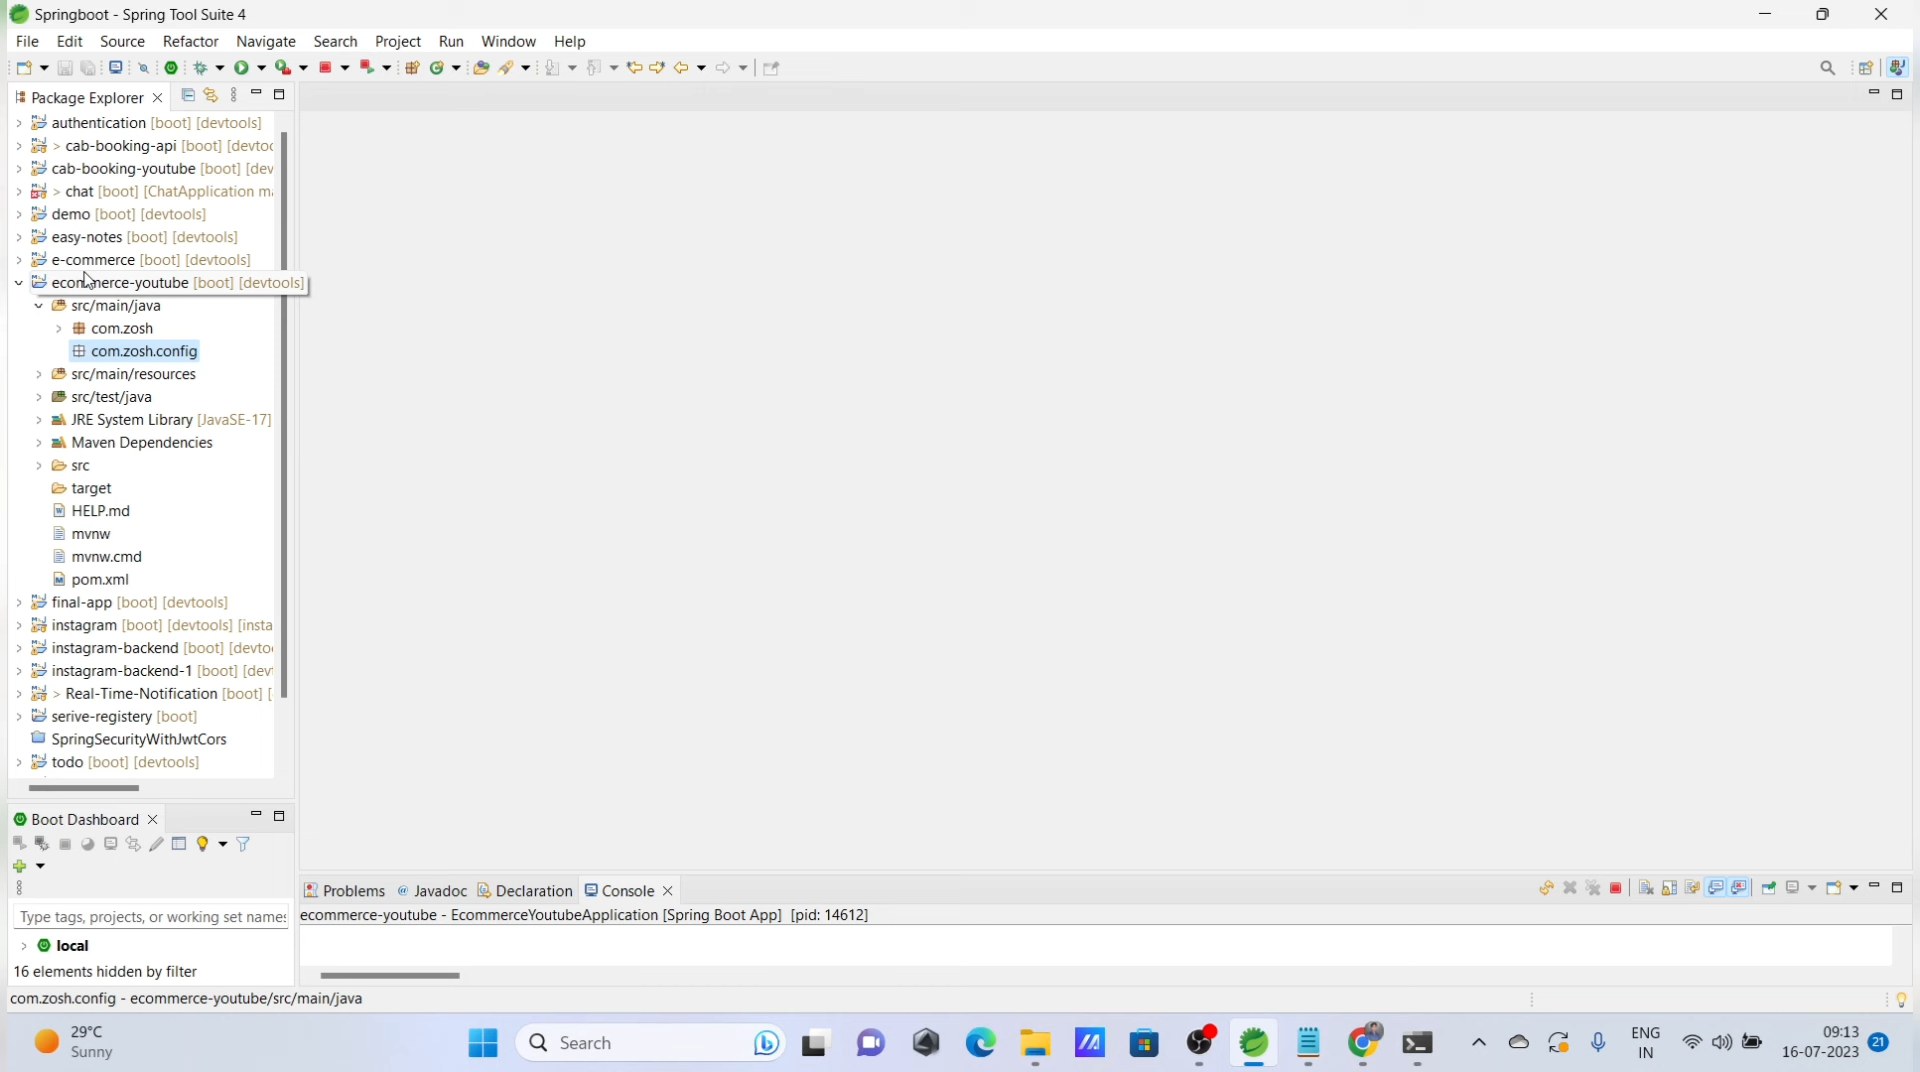 Springboot - Spring Tool Suite 4
File Edit Source Refactor Navigate Search Project Run Window Help
Package Explorer
authentication [boot] [devtools]
> cab-booking-api [boot] [devtoo
cab-booking-youtube [boot] [dev
> chat [boot] [ChatApplication ma
demo [boot] [devtools]
easy-notes [boot] [devtools]
e-commerce [boot] [devtools]
ecommerce-youtube [boot] [devtools]
src/main/java
com.zosh
com.zosh.config
src/main/resources
src/test/java
JRE System Library [JavaSE-17]
Maven Dependencies
src
target
HELP.md
mvnw
mvnw.cmd
pom.xml
final-app [boot] [devtools]
instagram [boot] [devtools] [insta
instagram-backend [boot] [devtoo
instagram-backend-1 [boot] [devt
> Real-Time-Notification [boot] [
serive-registery [boot]
SpringSecurityWithJwtCors
todo [boot] [devtools]
Boot Dashboard
Type tags, projects, or working set names
local
16 elements hidden by filter
Problems Javadoc Declaration Console
ecommerce-youtube - EcommerceYoutubeApplication [Spring Boot App] [pid: 14612]
com.zosh.config - ecommerce-youtube/src/main/java
29°C
Sunny
Search
ENG
IN
09:13
16-07-2023
21